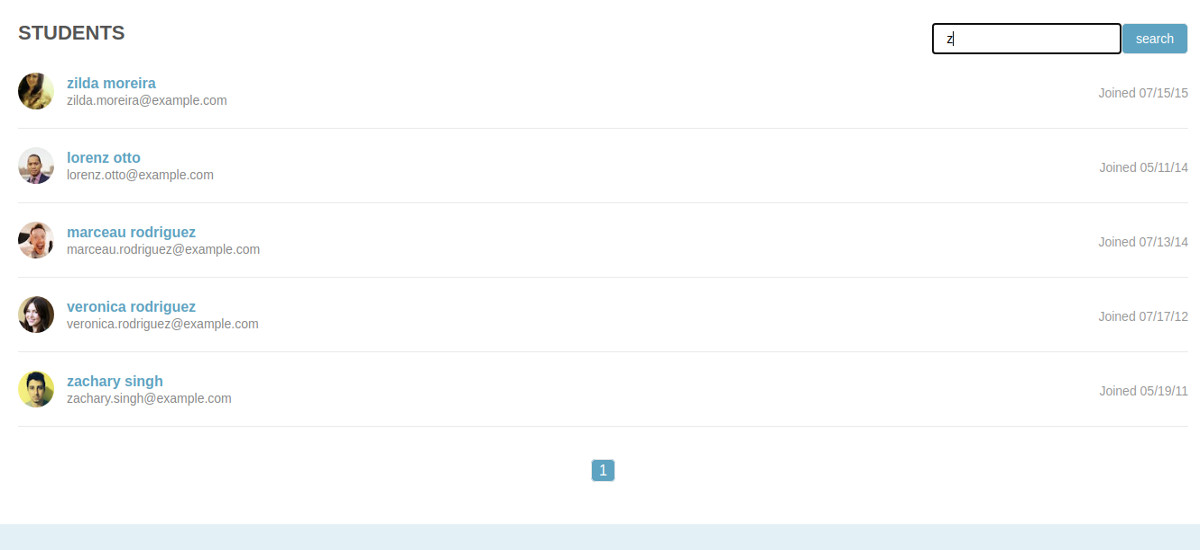 STUDENTS
z
search
zilda moreira
zilda.moreira@example.com
Joined 07/15/15
lorenz otto
lorenz.otto@example.com
Joined 05/11/14
marceau rodriguez
marceau.rodriguez@example.com
Joined 07/13/14
veronica rodriguez
veronica.rodriguez@example.com
Joined 07/17/12
zachary singh
zachary.singh@example.com
Joined 05/19/11
1